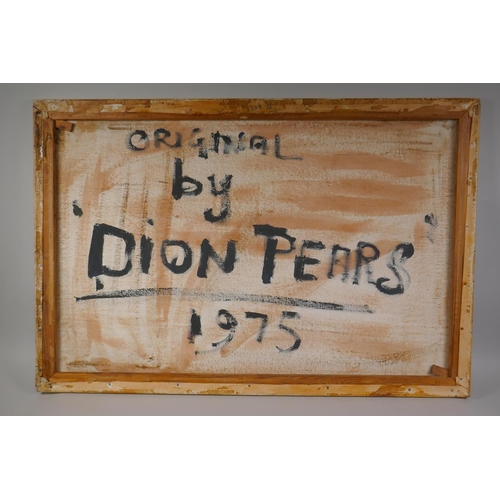 ORIGINAL
by
"DION PEARS"
1975